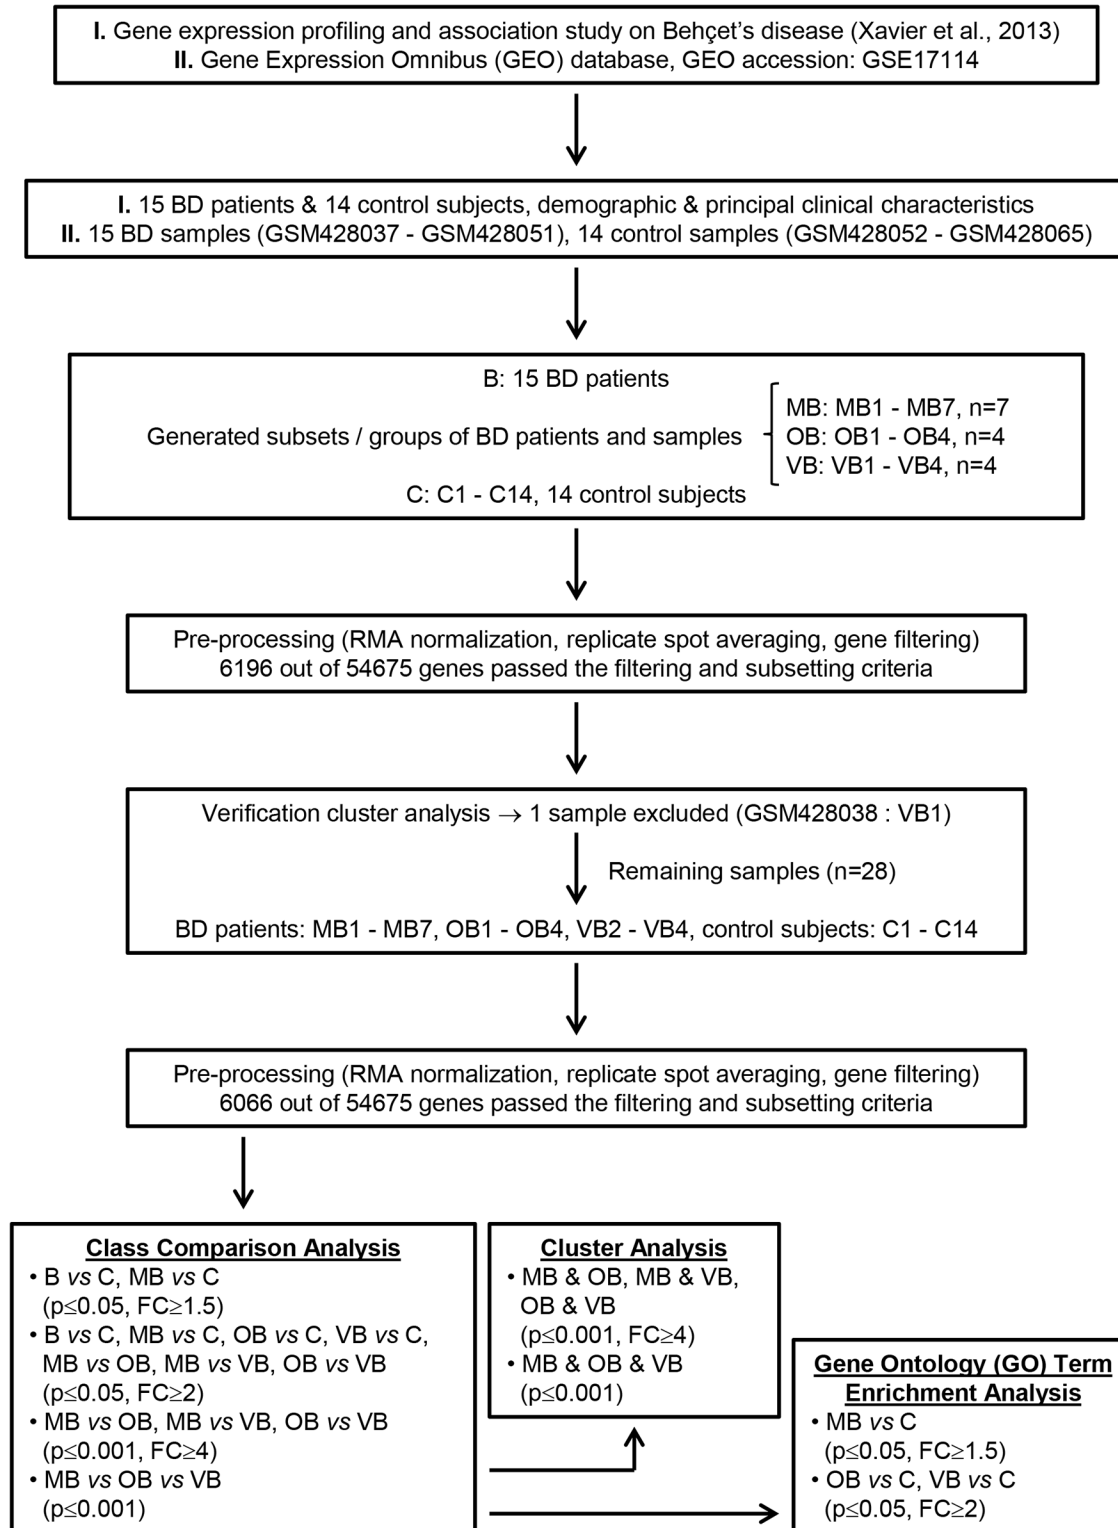 I. Gene expression profiling and association study on Behçet's disease (Xavier et al., 2013)
II. Gene Expression Omnibus (GEO) database, GEO accession: GSE17114
I. 15 BD patients & 14 control subjects, demographic & principal clinical characteristics
II. 15 BD samples (GSM428037 - GSM428051), 14 control samples (GSM428052 - GSM428065)
B: 15 BD patients
Generated subsets / groups of BD patients and samples
MB: MB1 - MB7, n=7
OB: OB1 - OB4, n=4
VB: VB1 - VB4, n=4
C: C1 - C14, 14 control subjects
Pre-processing (RMA normalization, replicate spot averaging, gene filtering)
6196 out of 54675 genes passed the filtering and subsetting criteria
Verification cluster analysis → 1 sample excluded (GSM428038 : VB1)
Remaining samples (n=28)
BD patients: MB1 - MB7, OB1 - OB4, VB2 - VB4, control subjects: C1 - C14
Pre-processing (RMA normalization, replicate spot averaging, gene filtering)
6066 out of 54675 genes passed the filtering and subsetting criteria
Class Comparison Analysis
• B vs C, MB vs C
(p≤0.05, FC≥1.5)
• B vs C, MB vs C, OB vs C, VB vs C,
MB vs OB, MB vs VB, OB vs VB
(p≤0.05, FC≥2)
• MB vs OB, MB vs VB, OB vs VB
(p≤0.001, FC≥4)
• MB vs OB vs VB
(p≤0.001)
Cluster Analysis
• MB & OB, MB & VB,
OB & VB
(p≤0.001, FC≥4)
• MB & OB & VB
(p≤0.001)
Gene Ontology (GO) Term
Enrichment Analysis
• MB vs C
(p≤0.05, FC≥1.5)
• OB vs C, VB vs C
(p≤0.05, FC≥2)